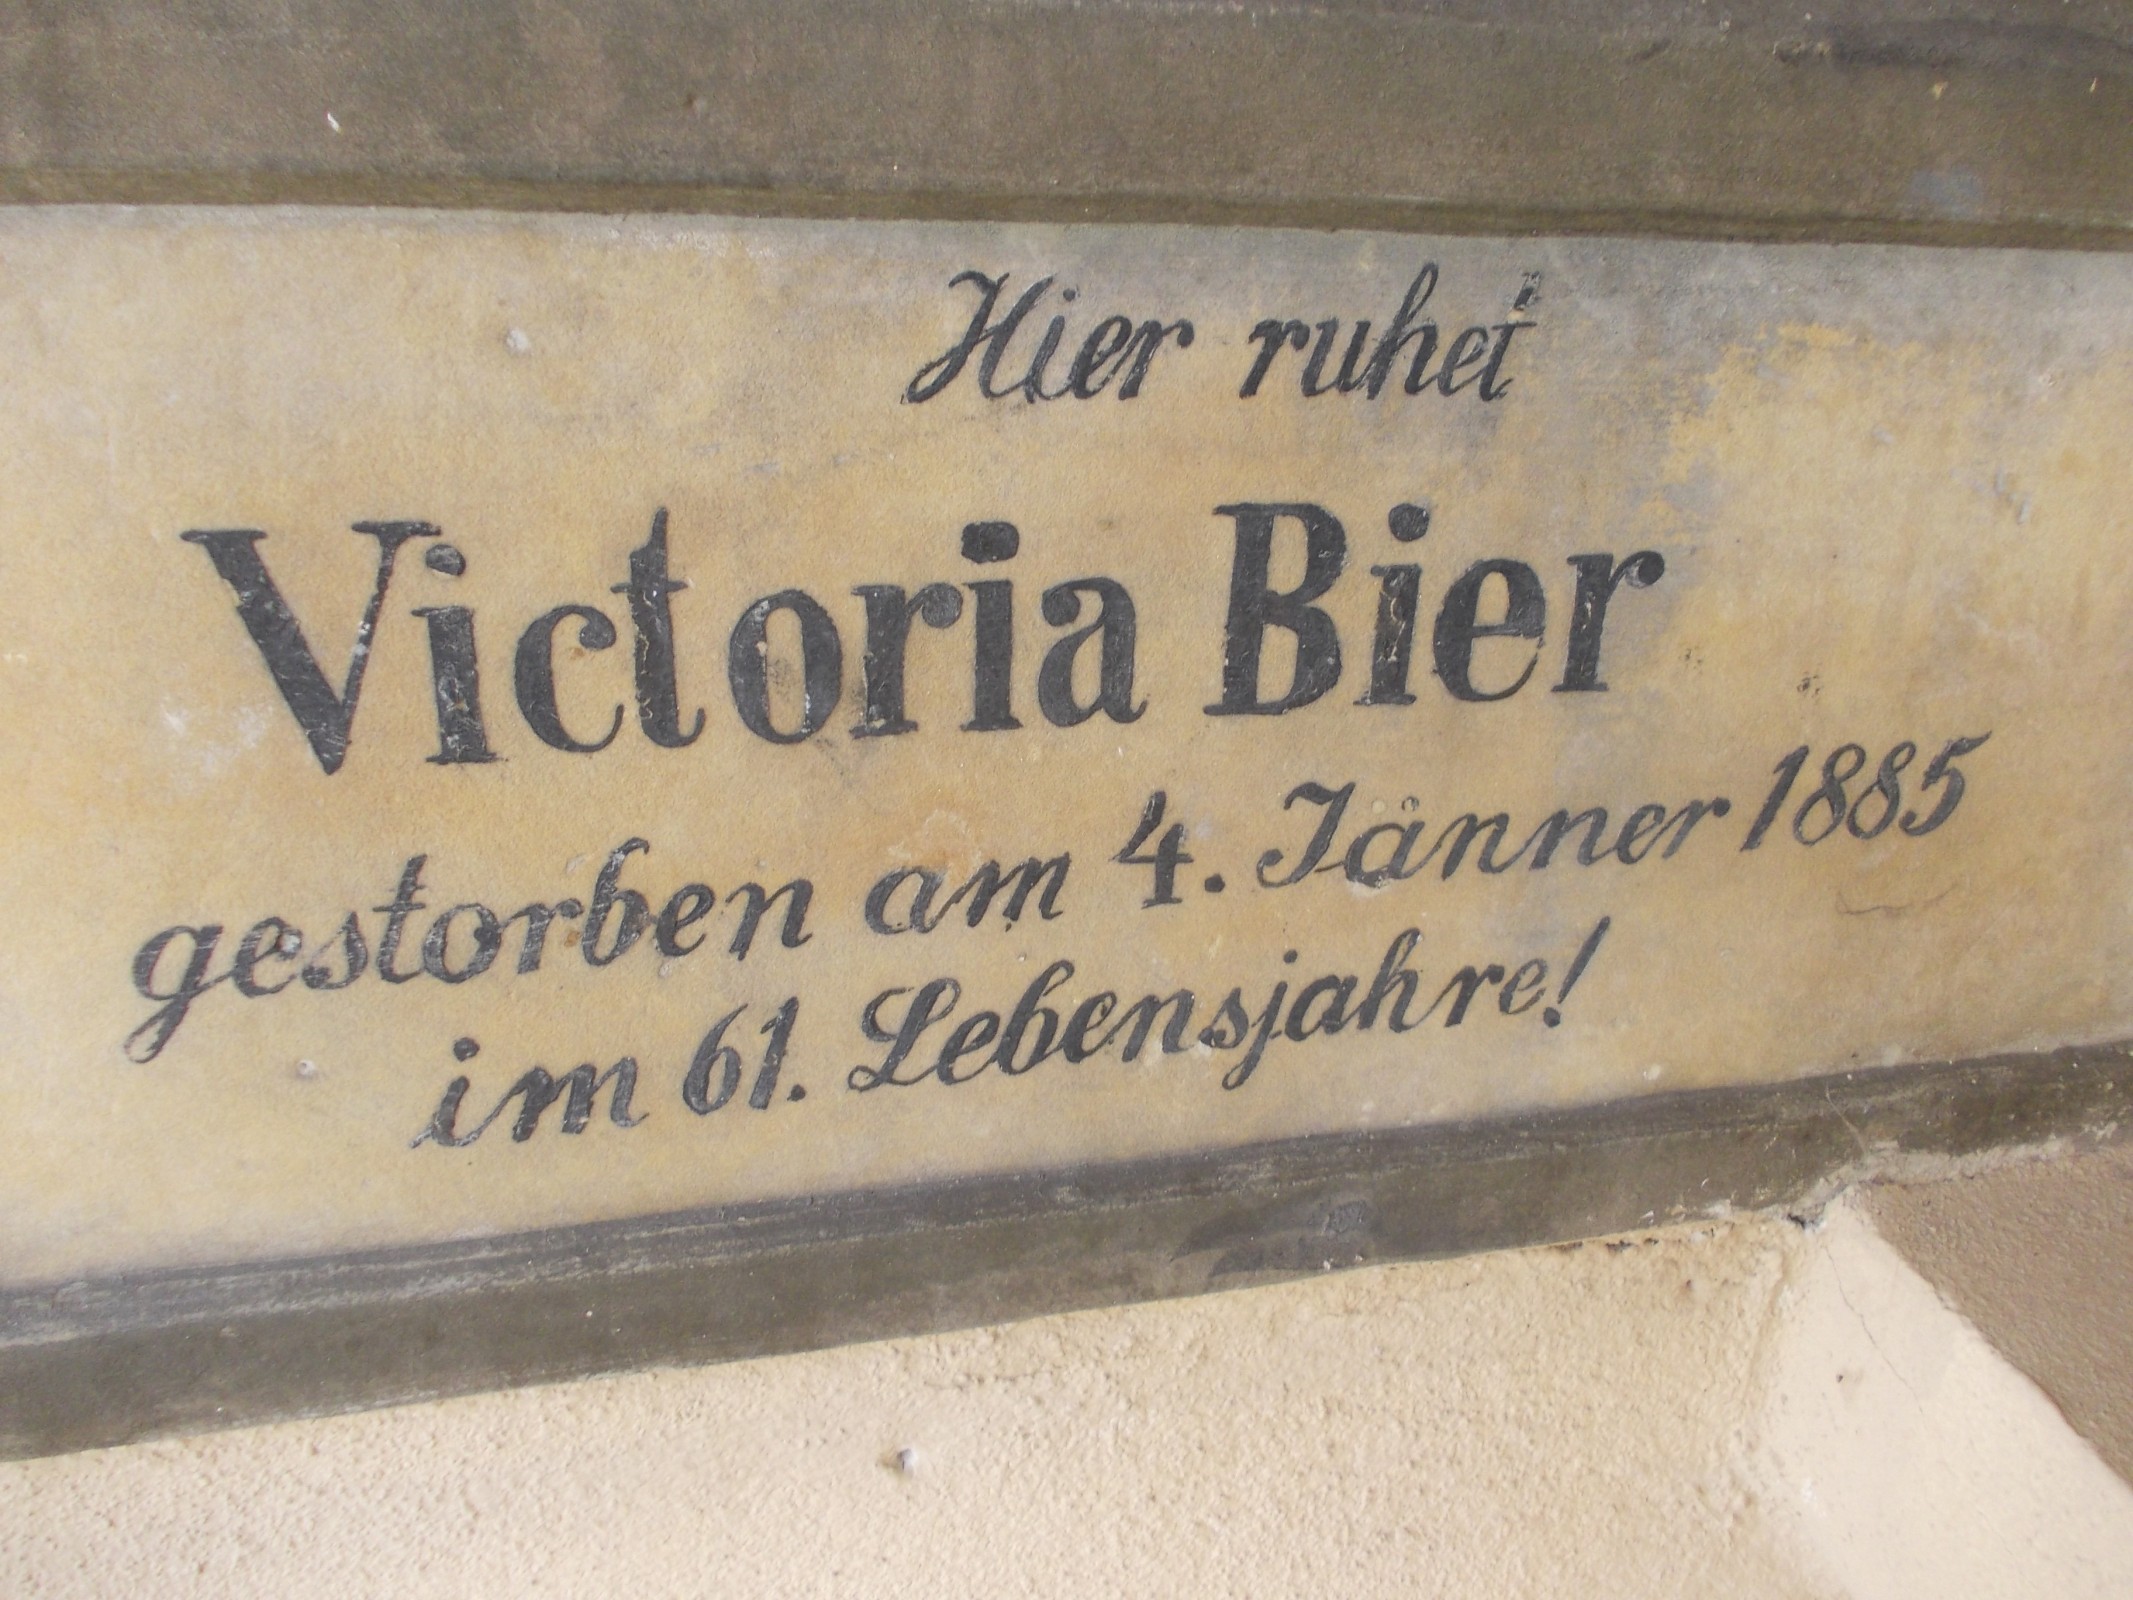 Hier ruhet
Victoria Bier
gestorben am 4. Jänner 1885
im 61. Lebensjahre!